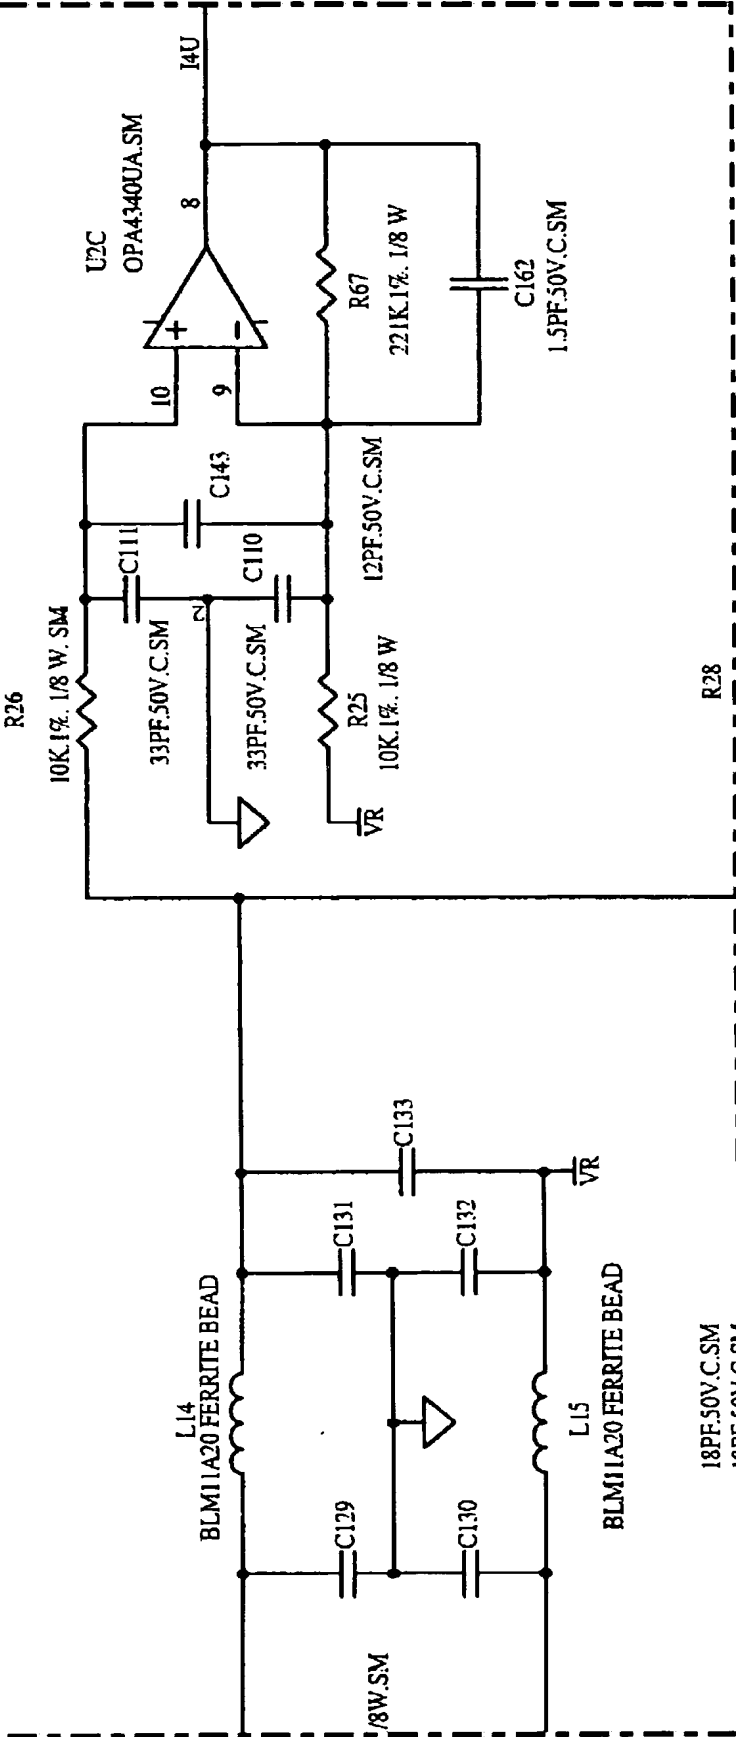 I4U
U2C
OPA4340UA.SM
8
10
9
+
-
R67
221K.1%. 1/8 W
C162
1.5PF.50V.C.SM
C143
12PF.50V.C.SM
C111
C110
33PF.50V.C.SM
33PF.50V.C.SM
R26
10K.1%. 1/8 W. SM
R25
10K.1%. 1/8 W
VR
R28
C133
VR
C131
C132
L14
BLM11A20 FERRITE BEAD
L15
BLM11A20 FERRITE BEAD
C129
C130
/8W.SM
18PF.50V.C.SM